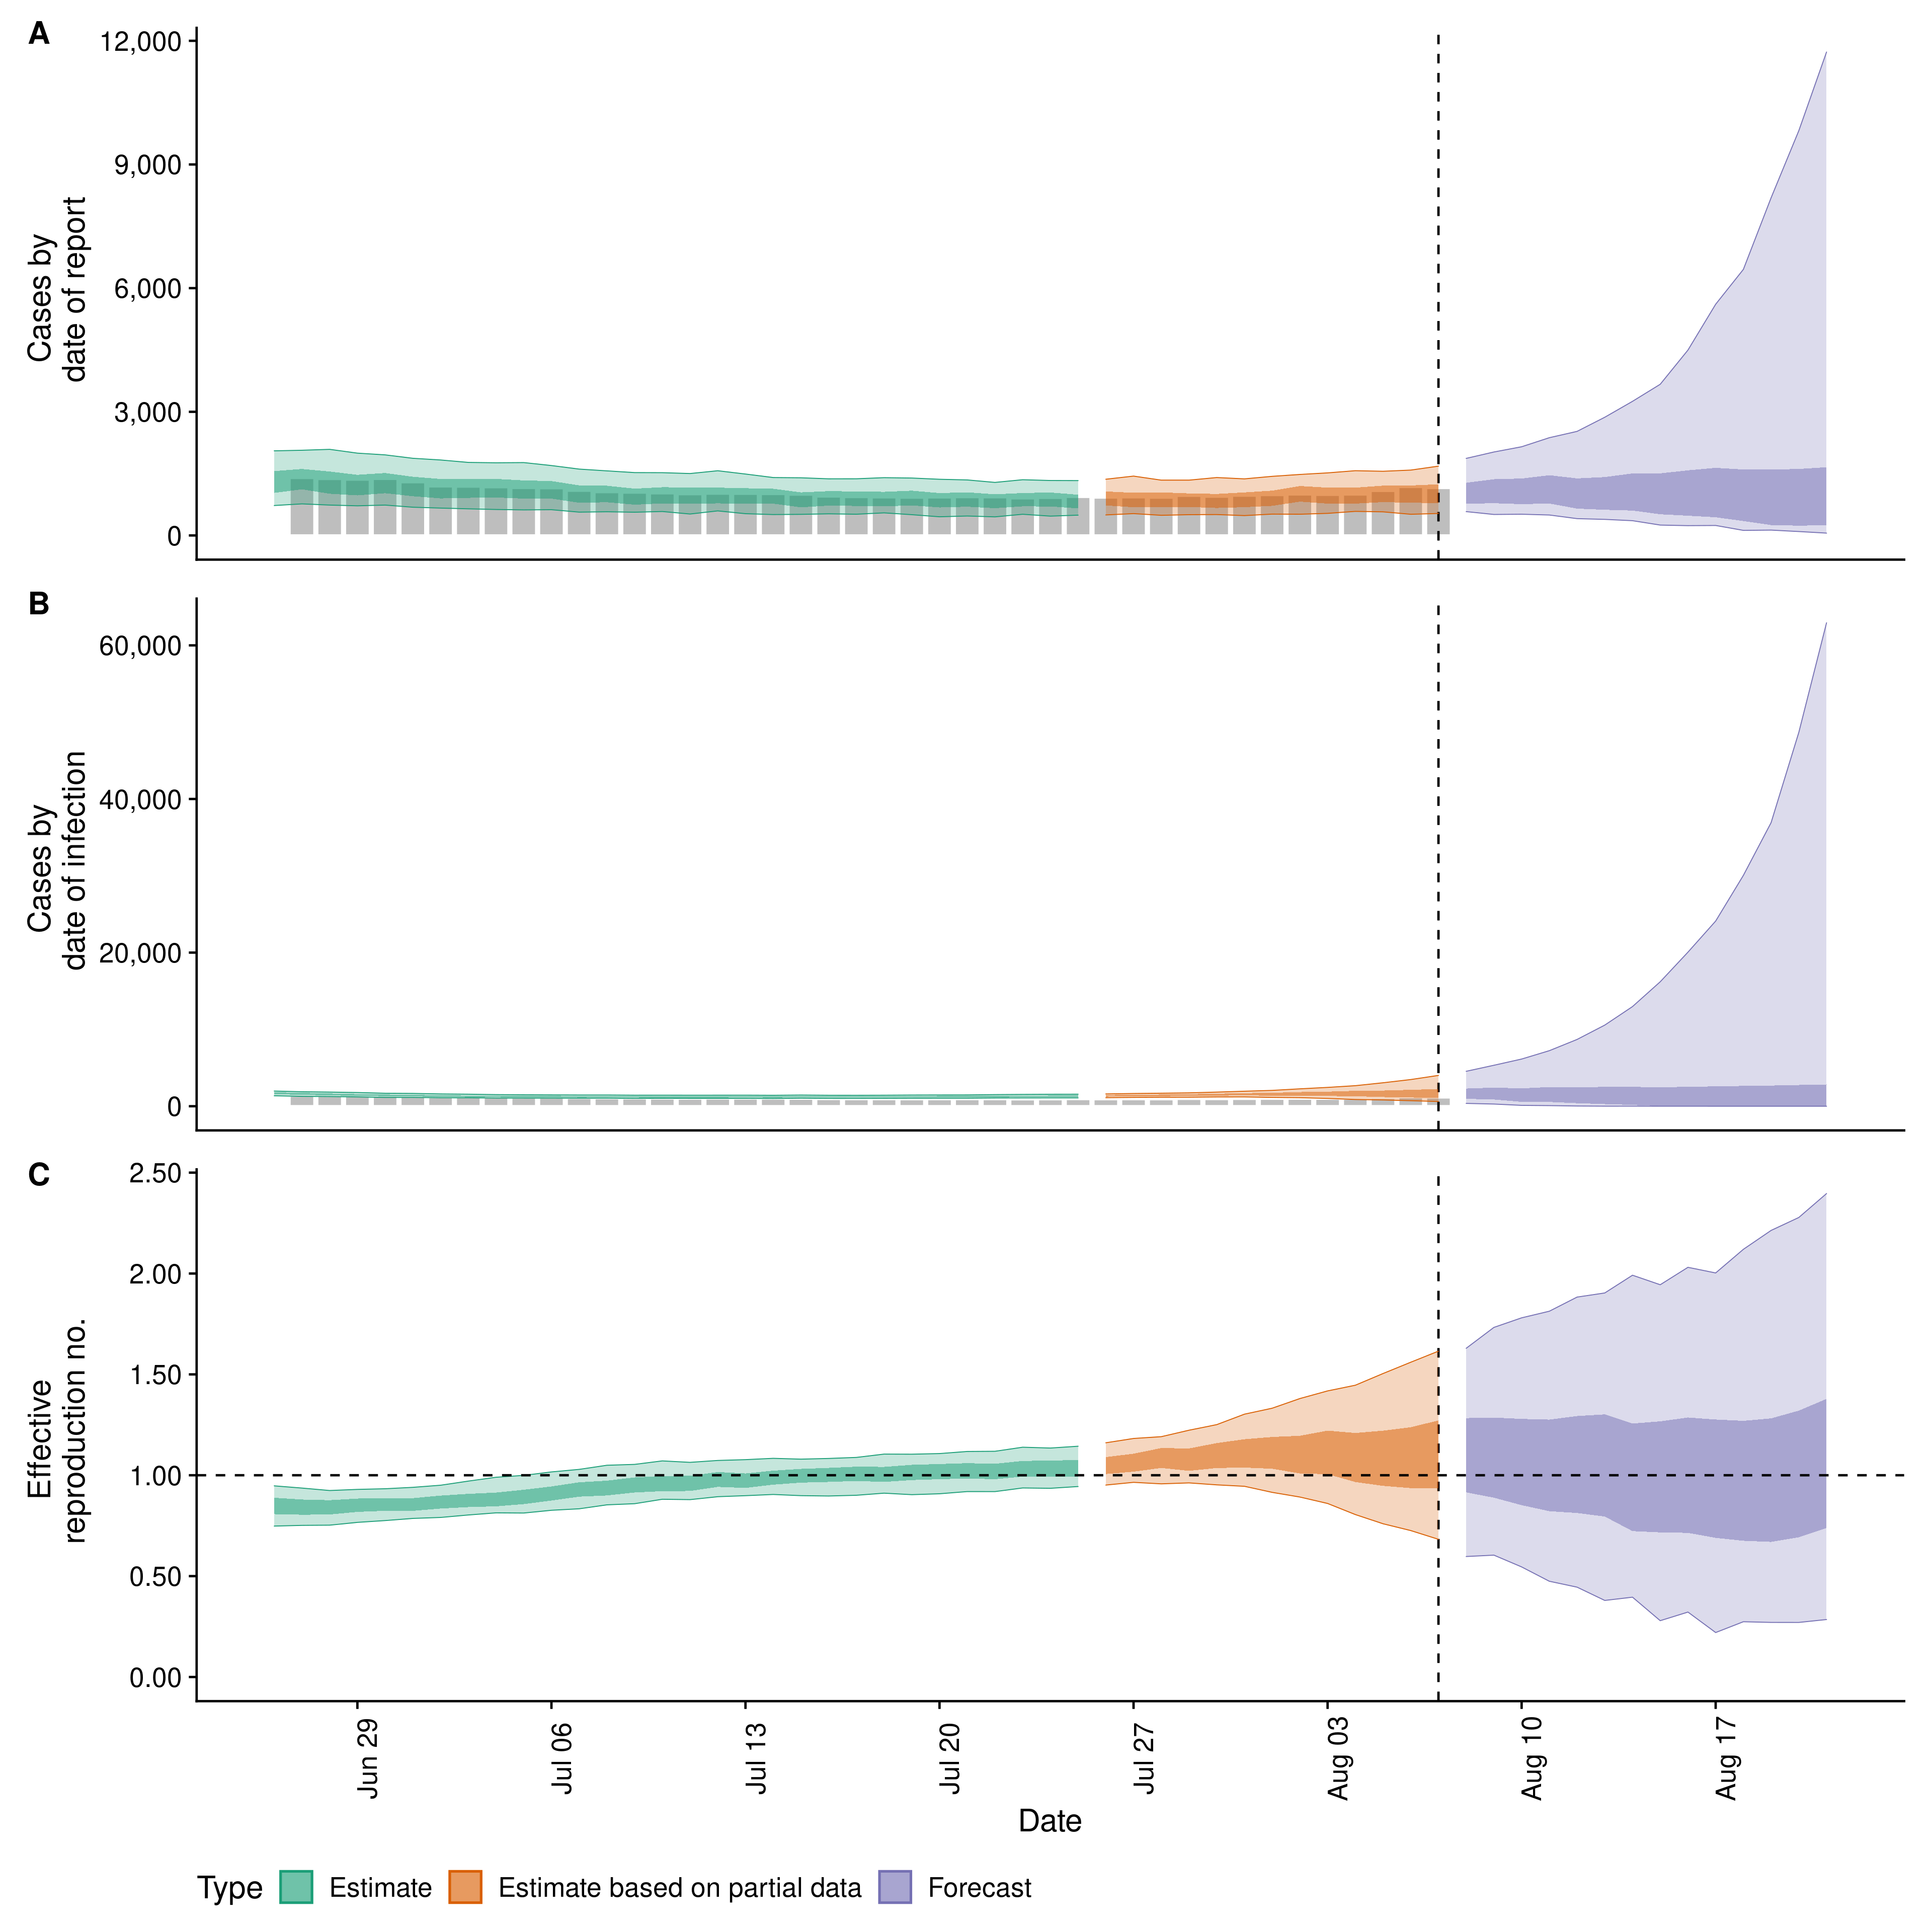 A
12,000
9,000
6,000
3,000
0
Cases by
date of report
B
60,000
40,000
20,000
0
Cases by
date of infection
C
2.50
2.00
1.50
1.00
0.50
0.00
Effective
reproduction no.
Jun 29
Jul 06
Jul 13
Jul 20
Jul 27
Aug 03
Aug 10
Aug 17
Date
Type Estimate Estimate based on partial data Forecast